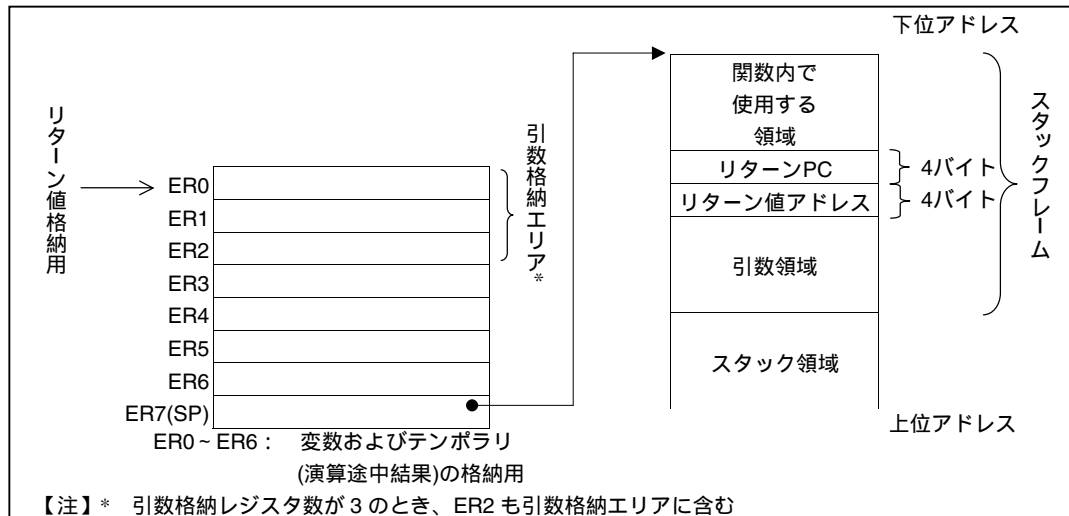 下位アドレス
リターン値格納用
引数格納エリア*
ER0
ER1
ER2
ER3
ER4
ER5
ER6
ER7(SP)
関数内で
使用する
領域
リターンPC
4バイト
リターン値アドレス
4バイト
引数領域
スタック領域
スタックフレーム
上位アドレス
ER0~ER6: 変数およびテンポラリ
(演算途中結果)の格納用
【注】* 引数格納レジスタ数が 3 のとき、ER2 も引数格納エリアに含む